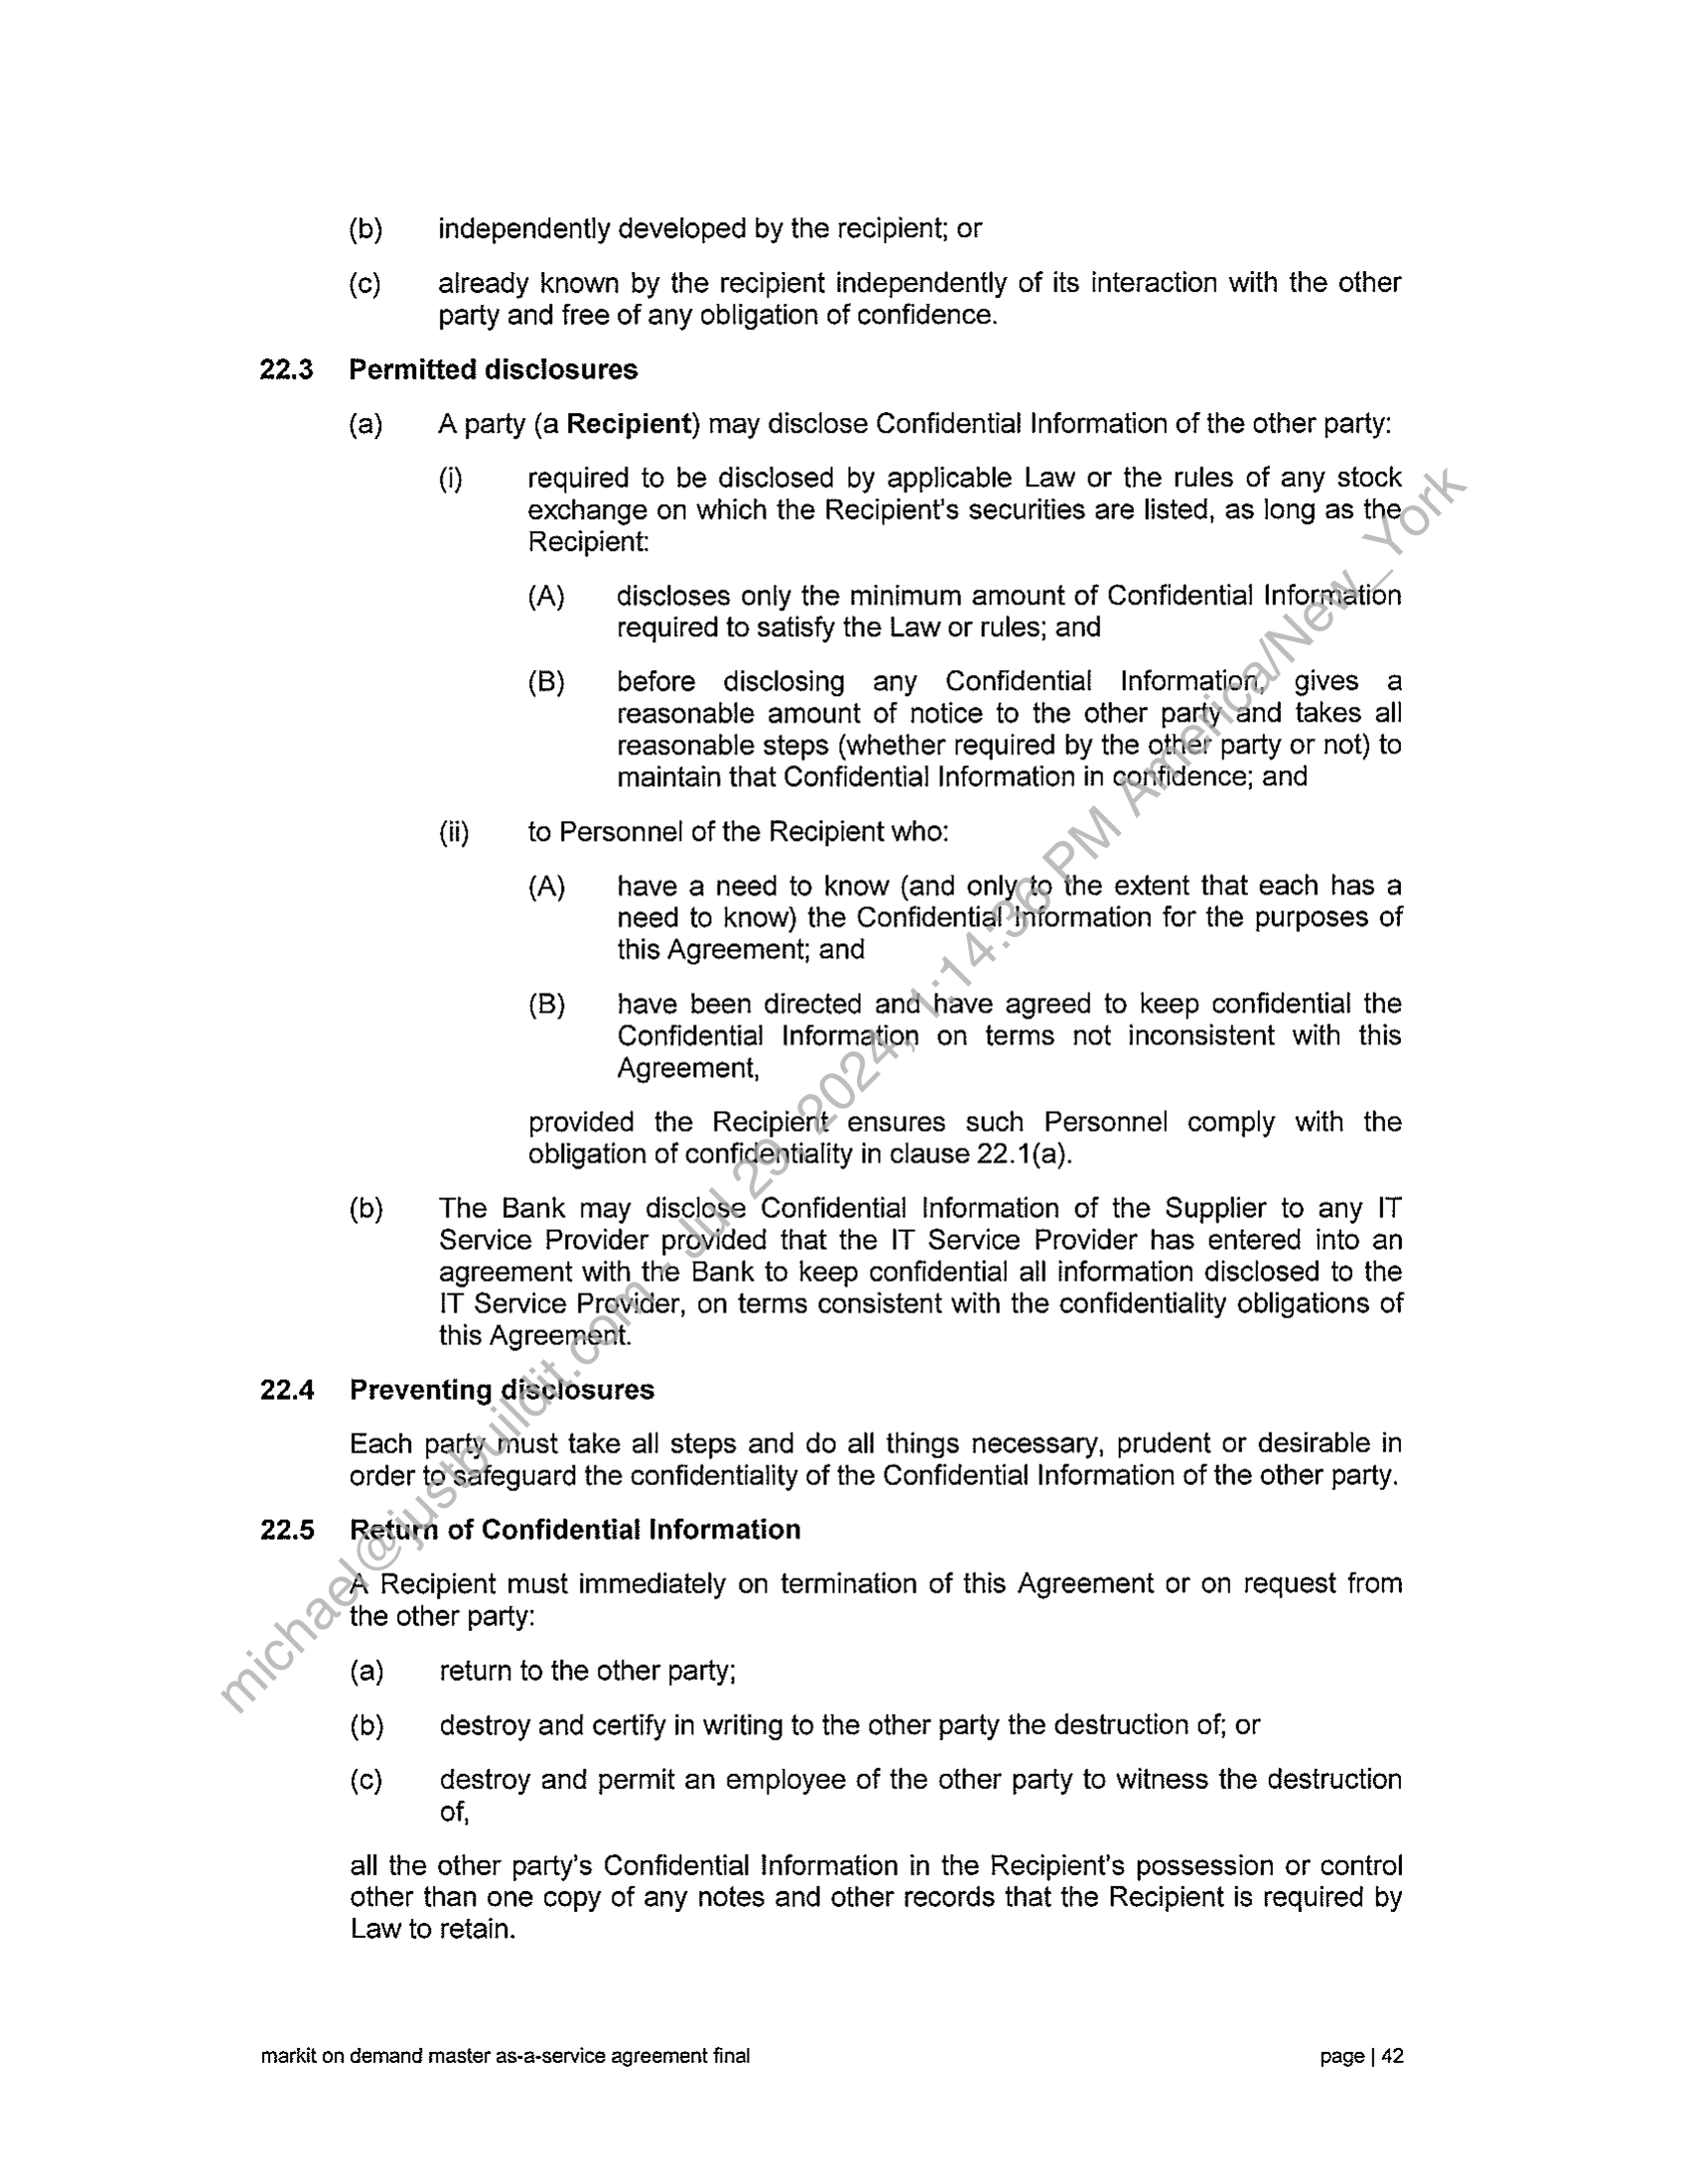 (b) independently developed by the recipient; or
(c) already known by the recipient independently of its interaction with the other
party and free of any obligation of confidence.
22.3 Permitted disclosures
(a) A party (a Recipient) may disclose Confidential Information of the other party:
(i) required to be disclosed by applicable Law or the rules of any stock
exchange on which the Recipient's securities are listed, as long as the
Recipient:
(A) discloses only the minimum amount of Confidential Information
required to satisfy the Law or rules; and
(B) before disclosing any Confidential Information, gives a
reasonable amount of notice to the other party and takes all
reasonable steps (whether required by the other party or not) to
maintain that Confidential Information in confidence; and
(ii) to Personnel of the Recipient who:
(A) have a need to know (and only to the extent that each has a
need to know) the Confidential Information for the purposes of
this Agreement; and
(B) have been directed and have agreed to keep confidential the
Confidential Information on terms not inconsistent with this
Agreement,
provided the Recipient ensures such Personnel comply with the
obligation of confidentiality in clause 22.1(a).
(b) The Bank may disclose Confidential Information of the Supplier to any IT
Service Provider provided that the IT Service Provider has entered into an
agreement with the Bank to keep confidential all information disclosed to the
IT Service Provider, on terms consistent with the confidentiality obligations of
this Agreement.
22.4 Preventing disclosures
Each party must take all steps and do all things necessary, prudent or desirable in
order to safeguard the confidentiality of the Confidential Information of the other party.
22.5 Return of Confidential Information
A Recipient must immediately on termination of this Agreement or on request from
the other party:
(a) return to the other party;
(b) destroy and certify in writing to the other party the destruction of; or
(c) destroy and permit an employee of the other party to witness the destruction
of,
all the other party's Confidential Information in the Recipient's possession or control
other than one copy of any notes and other records that the Recipient is required by
Law to retain.
markit on demand master as-a-service agreement final page | 42
michael@justbuildit.com - Jul 29, 2024, 1:14:36 PM America/New_York